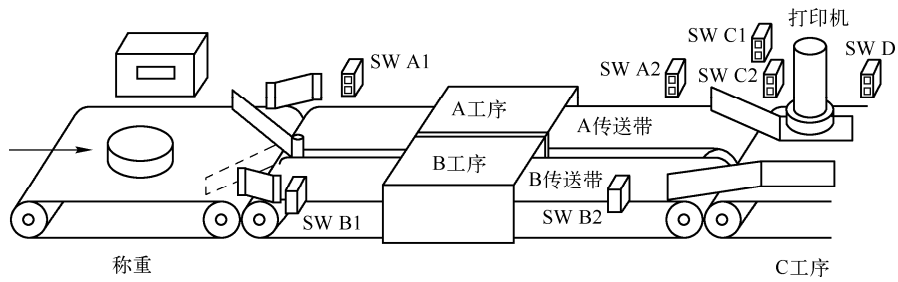 打印机
SW C1
SW D
SW A1
SW A2
SW C2
A工序
A传送带
B工序
B传送带
SW B1
SW B2
称重
C工序